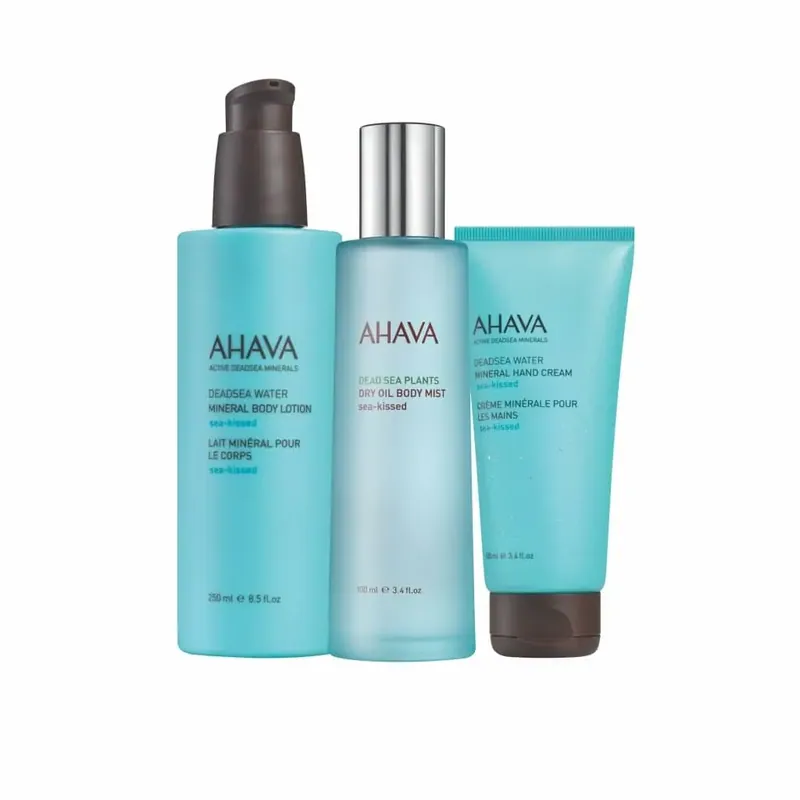 AHAVA
ACTIVE DEADSEA MINERALS
DEADSEA WATER
MINERAL BODY LOTION
sea-kissed
LAIT MINÉRAL POUR
LE CORPS
sea-kissed
250 ml e 8.5 fl.oz
AHAVA
DEAD SEA PLANTS
DRY OIL BODY MIST
sea-kissed
100 ml e 3.4 fl.oz
AHAVA
ACTIVE DEADSEA MINERALS
DEADSEA WATER
MINERAL HAND CREAM
sea-kissed
CRÈME MINÉRALE POUR
LES MAINS
sea-kissed
100 ml e 3.4 fl.oz